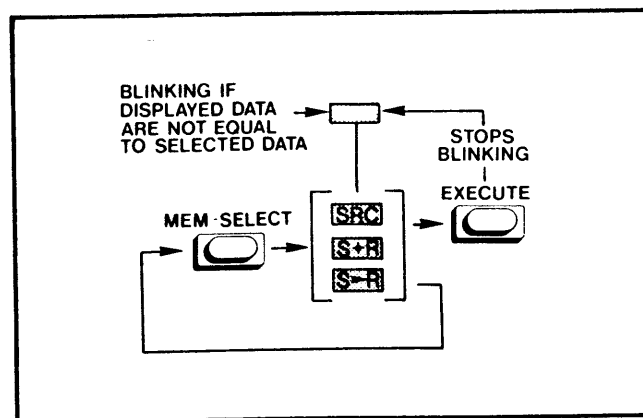 BLINKING IF
DISPLAYED DATA
ARE NOT EQUAL
TO SELECTED DATA
STOPS
BLINKING
EXECUTE
MEM-SELECT
SRC
S+R
S►R